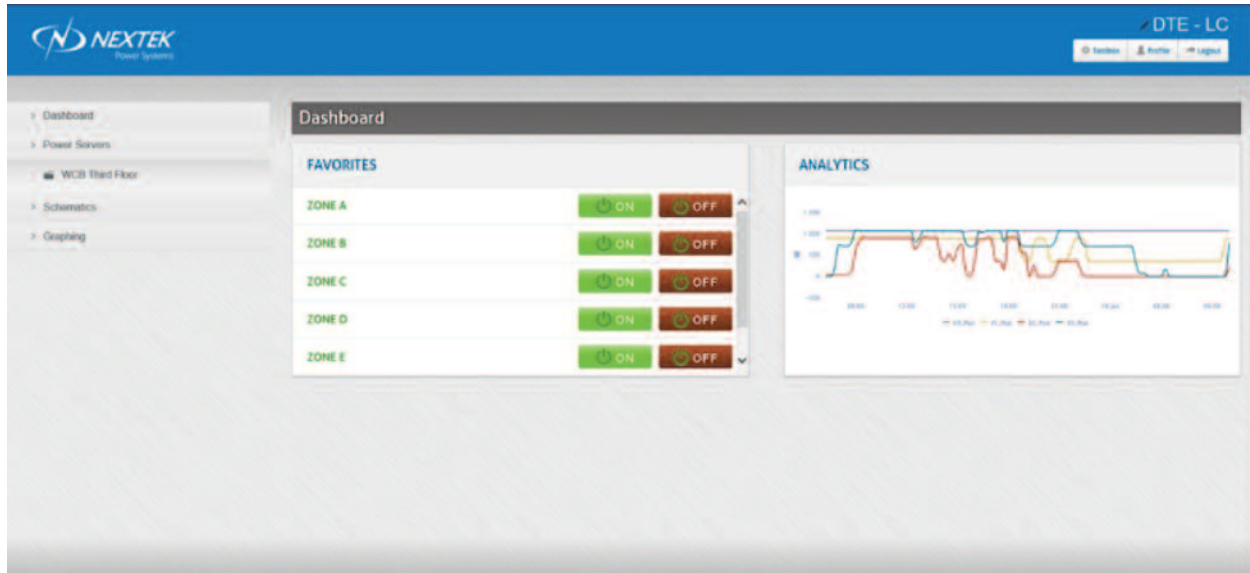 NEXTEK
Power Systems
DTE - LC
Profile
Logout
Dashboard
Power Servers
WCB Third Floor
Schematics
Graphing
Dashboard
FAVORITES
ZONE A ON OFF
ZONE B ON OFF
ZONE C ON OFF
ZONE D ON OFF
ZONE E ON OFF
ANALYTICS